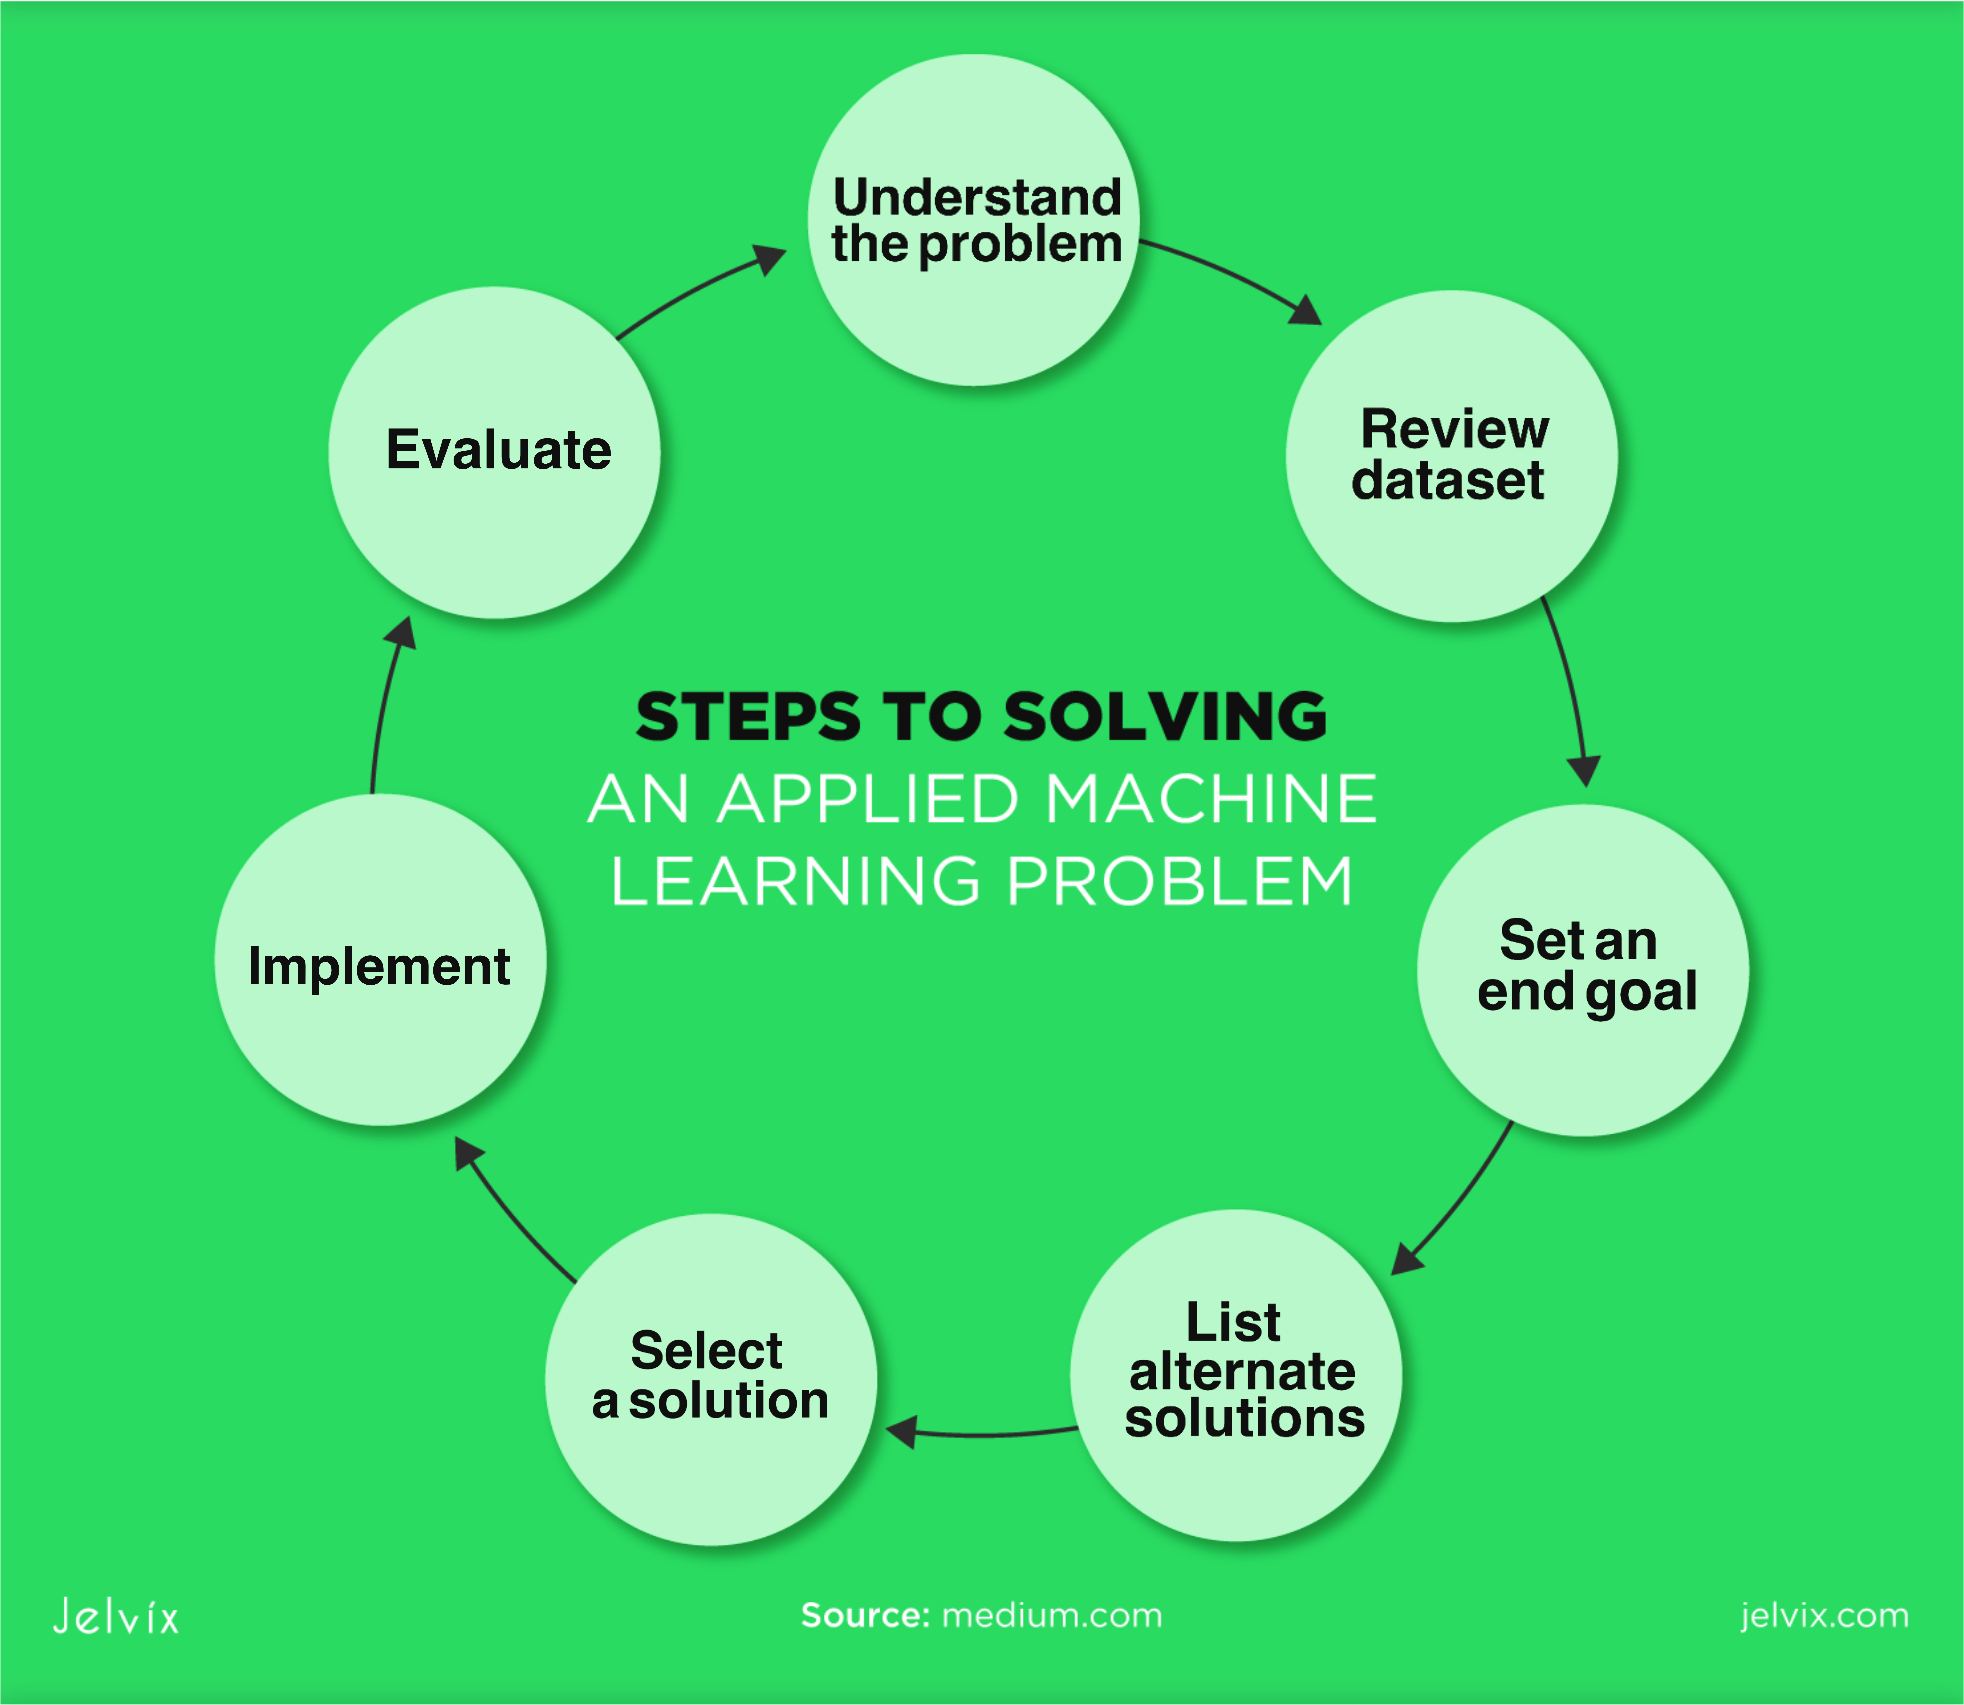 Understand
the problem
Review
dataset
Set an
end goal
List
alternate
solutions
Select
a solution
Implement
Evaluate
STEPS TO SOLVING
AN APPLIED MACHINE
LEARNING PROBLEM
Jelvíx
Source: medium.com
jelvix.com